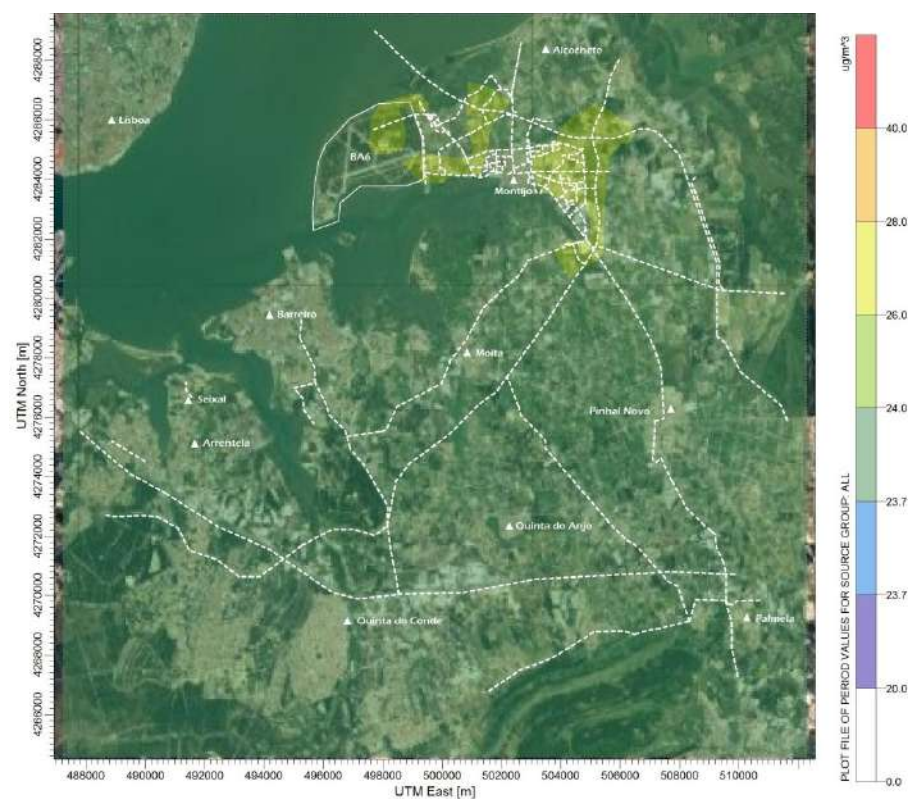 ug/m^3
40.0
28.0
26.0
24.0
23.7
23.7
20.0
0.0
PLOT FILE OF PERIOD VALUES FOR SOURCE GROUP: ALL
UTM North [m]
4288000
4286000
4284000
4282000
4280000
4278000
4276000
4274000
4272000
4270000
4268000
4266000
Alcochete
Lisboa
BA6
Montijo
Barreiro
Moita
Seixal
Pinhal Novo
Arrentela
Quinta do Anjo
Quinta do Conde
Palmela
488000 490000 492000 494000 496000 498000 500000 502000 504000 506000 508000 510000
UTM East [m]